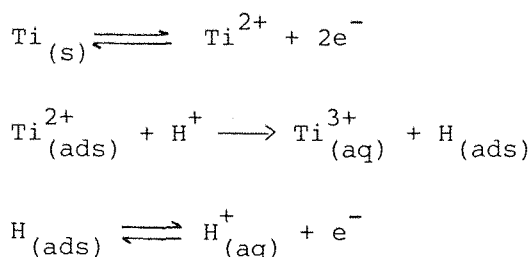 Ti(s) ⇌ Ti²⁺ + 2e⁻
Ti²⁺(ads) + H⁺ → Ti³⁺(aq) + H(ads)
H(ads) ⇌ H⁺(aq) + e⁻